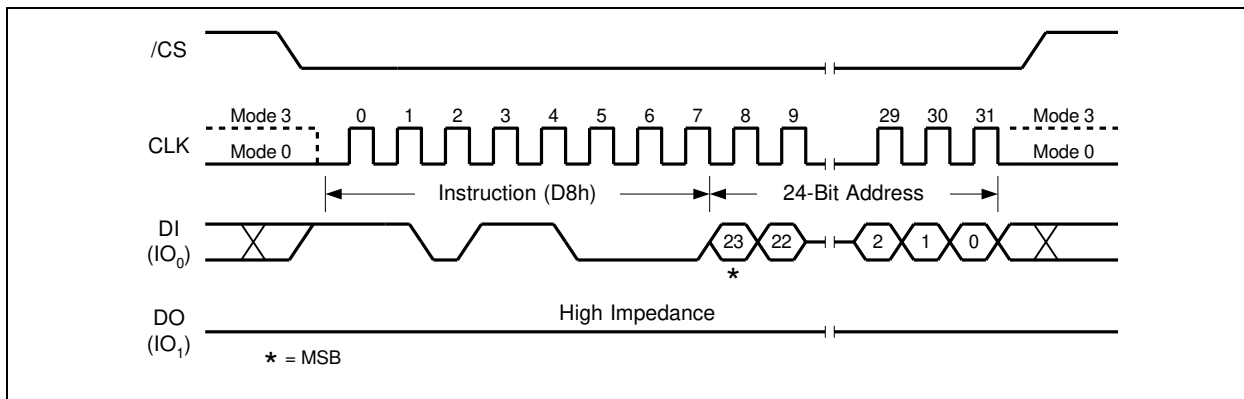 /CS
Mode 3 0 1 2 3 4 5 6 7 8 9 29 30 31 Mode 3
CLK
Mode 0 Mode 0
Instruction (D8h) 24-Bit Address
DI
(IO0)
23 22 2 1 0
*
DO
(IO1)
High Impedance
* = MSB